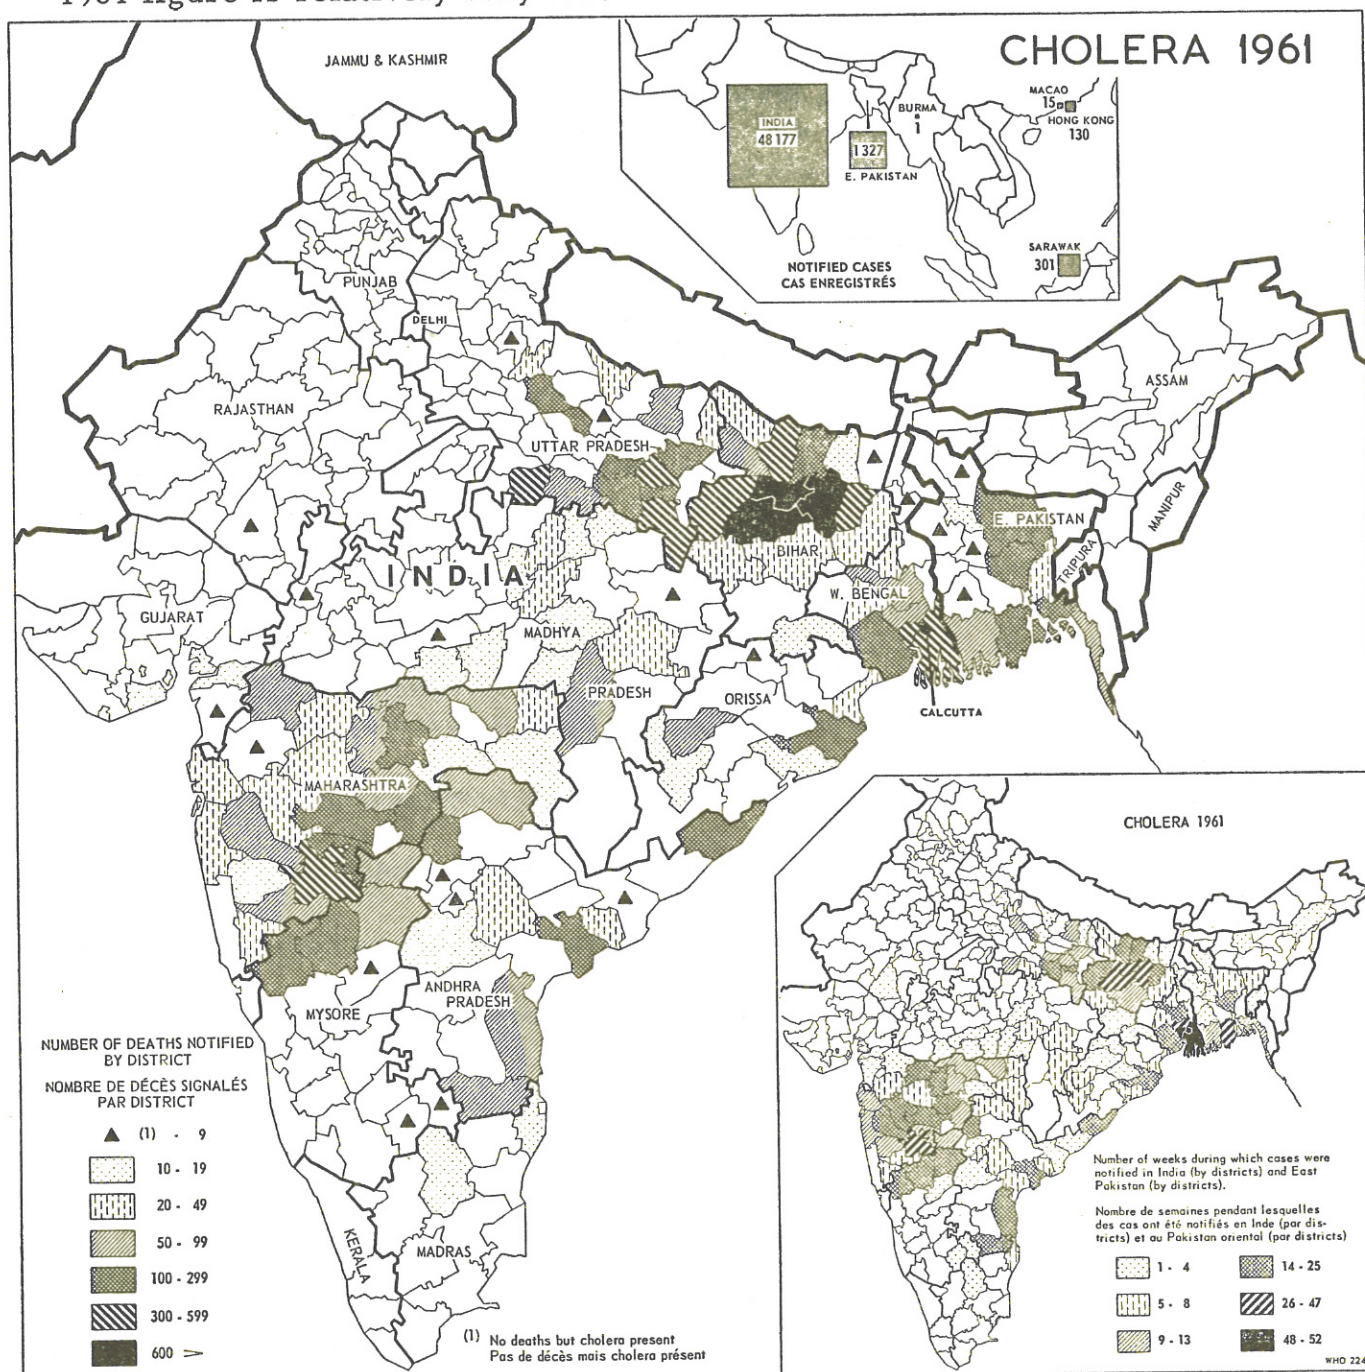 1961 figure is relatively
CHOLERA 1961
JAMMU & KASHMIR
INDIA
48 177
1 327
E. PAKISTAN
BURMA
1
MACAO
15
HONG KONG
130
SARAWAK
301
NOTIFIED CASES
CAS ENREGISTRÉS
PUNJAB
DELHI
RAJASTHAN
UTTAR PRADESH
ASSAM
MANIPUR
E. PAKISTAN
TRIPURA
BIHAR
INDIA
W. BENGAL
GUJARAT
MADHYA
PRADESH
ORISSA
CALCUTTA
MAHARASHTRA
ANDHRA
PRADESH
MYSORE
KERALA
MADRAS
NUMBER OF DEATHS NOTIFIED
BY DISTRICT
NOMBRE DE DÉCÈS SIGNALÉS
PAR DISTRICT
▲ (1) - 9
10 - 19
20 - 49
50 - 99
100 - 299
300 - 599
600 >
(1) No deaths but cholera present
Pas de décès mais choléra présent
CHOLERA 1961
Number of weeks during which cases were
notified in India (by districts) and East
Pakistan (by districts).
Nombre de semaines pendant lesquelles
des cas ont été notifiés en Inde (par dis-
tricts) et au Pakistan oriental (par districts)
1 - 4
14 - 25
5 - 8
26 - 47
9 - 13
48 - 52